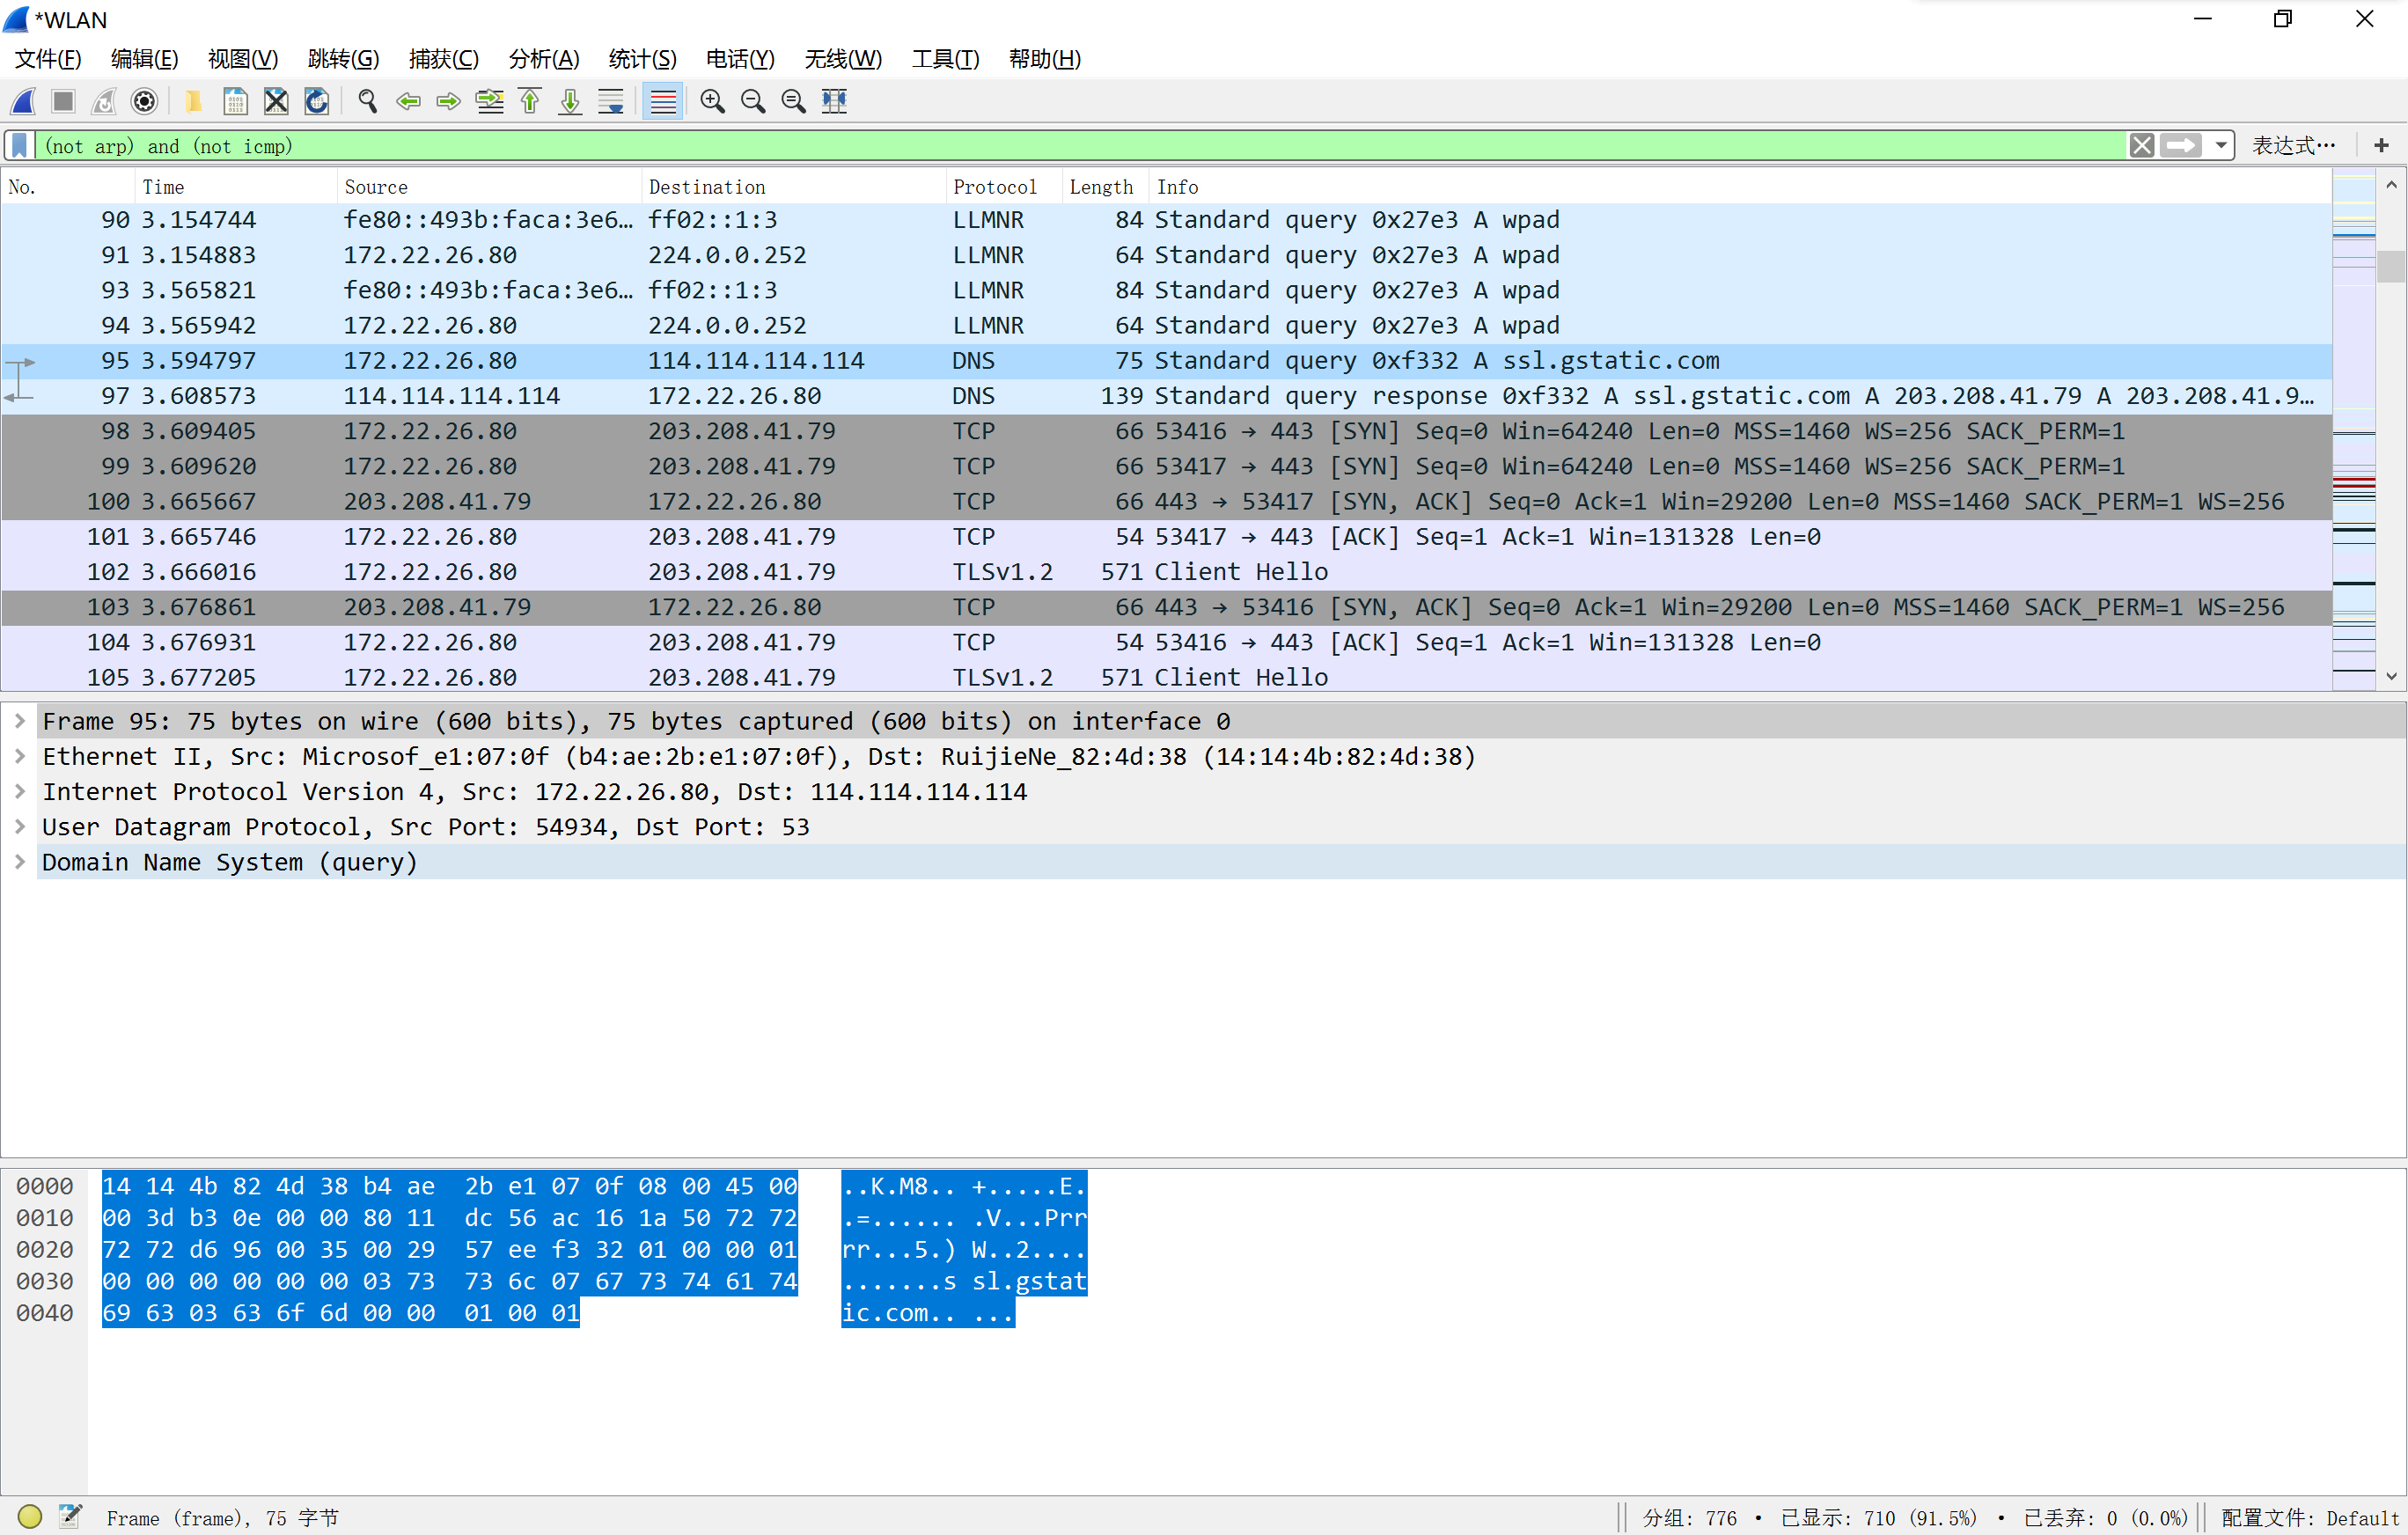 *WLAN
文件(F) 编辑(E) 视图(V) 跳转(G) 捕获(C) 分析(A) 统计(S) 电话(Y) 无线(W) 工具(T) 帮助(H)
(not arp) and (not icmp) 表达式… +
No. Time Source Destination Protocol Length Info
90 3.154744 fe80::493b:faca:3e6… ff02::1:3 LLMNR 84 Standard query 0x27e3 A wpad
91 3.154883 172.22.26.80 224.0.0.252 LLMNR 64 Standard query 0x27e3 A wpad
93 3.565821 fe80::493b:faca:3e6… ff02::1:3 LLMNR 84 Standard query 0x27e3 A wpad
94 3.565942 172.22.26.80 224.0.0.252 LLMNR 64 Standard query 0x27e3 A wpad
95 3.594797 172.22.26.80 114.114.114.114 DNS 75 Standard query 0xf332 A ssl.gstatic.com
97 3.608573 114.114.114.114 172.22.26.80 DNS 139 Standard query response 0xf332 A ssl.gstatic.com A 203.208.41.79 A 203.208.41.9…
98 3.609405 172.22.26.80 203.208.41.79 TCP 66 53416 → 443 [SYN] Seq=0 Win=64240 Len=0 MSS=1460 WS=256 SACK_PERM=1
99 3.609620 172.22.26.80 203.208.41.79 TCP 66 53417 → 443 [SYN] Seq=0 Win=64240 Len=0 MSS=1460 WS=256 SACK_PERM=1
100 3.665667 203.208.41.79 172.22.26.80 TCP 66 443 → 53417 [SYN, ACK] Seq=0 Ack=1 Win=29200 Len=0 MSS=1460 SACK_PERM=1 WS=256
101 3.665746 172.22.26.80 203.208.41.79 TCP 54 53417 → 443 [ACK] Seq=1 Ack=1 Win=131328 Len=0
102 3.666016 172.22.26.80 203.208.41.79 TLSv1.2 571 Client Hello
103 3.676861 203.208.41.79 172.22.26.80 TCP 66 443 → 53416 [SYN, ACK] Seq=0 Ack=1 Win=29200 Len=0 MSS=1460 SACK_PERM=1 WS=256
104 3.676931 172.22.26.80 203.208.41.79 TCP 54 53416 → 443 [ACK] Seq=1 Ack=1 Win=131328 Len=0
105 3.677205 172.22.26.80 203.208.41.79 TLSv1.2 571 Client Hello
Frame 95: 75 bytes on wire (600 bits), 75 bytes captured (600 bits) on interface 0
Ethernet II, Src: Microsof_e1:07:0f (b4:ae:2b:e1:07:0f), Dst: RuijieNe_82:4d:38 (14:14:4b:82:4d:38)
Internet Protocol Version 4, Src: 172.22.26.80, Dst: 114.114.114.114
User Datagram Protocol, Src Port: 54934, Dst Port: 53
Domain Name System (query)
0000 14 14 4b 82 4d 38 b4 ae 2b e1 07 0f 08 00 45 00 ..K.M8.. +.....E.
0010 00 3d b3 0e 00 00 80 11 dc 56 ac 16 1a 50 72 72 .=...... .V...Prr
0020 72 72 d6 96 00 35 00 29 57 ee f3 32 01 00 00 01 rr...5.) W..2....
0030 00 00 00 00 00 00 03 73 73 6c 07 67 73 74 61 74 .......s sl.gstat
0040 69 63 03 63 6f 6d 00 00 01 00 01 ic.com.. ...
Frame (frame), 75 字节 分组: 776 • 已显示: 710 (91.5%) • 已丢弃: 0 (0.0%) 配置文件: Default